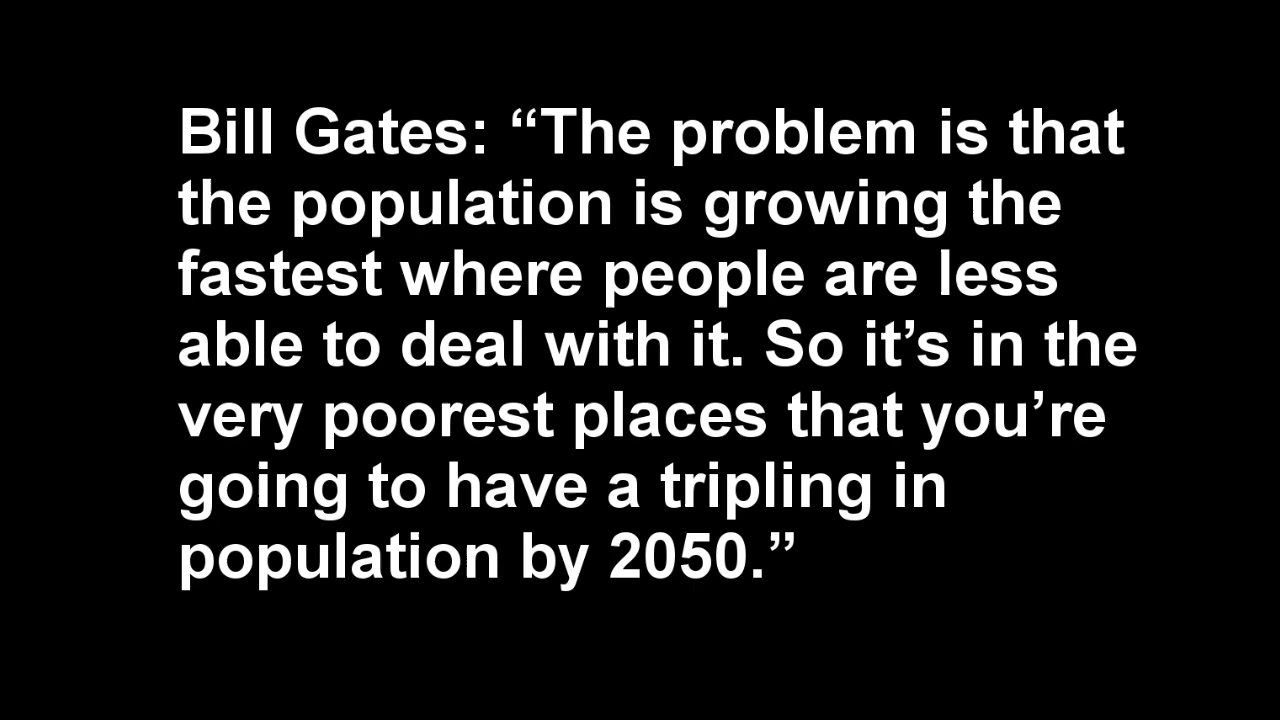 Bill Gates: “The problem is that
the population is growing the
fastest where people are less
able to deal with it. So it’s in the
very poorest places that you’re
going to have a tripling in
population by 2050.”